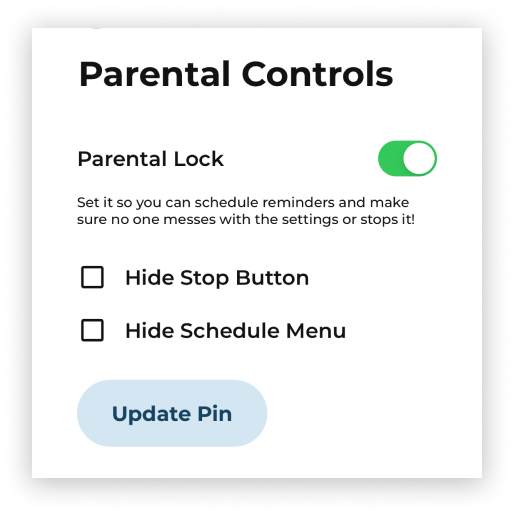 Parental Controls
Parental Lock
Set it so you can schedule reminders and make
sure no one messes with the settings or stops it!
Hide Stop Button
Hide Schedule Menu
Update Pin